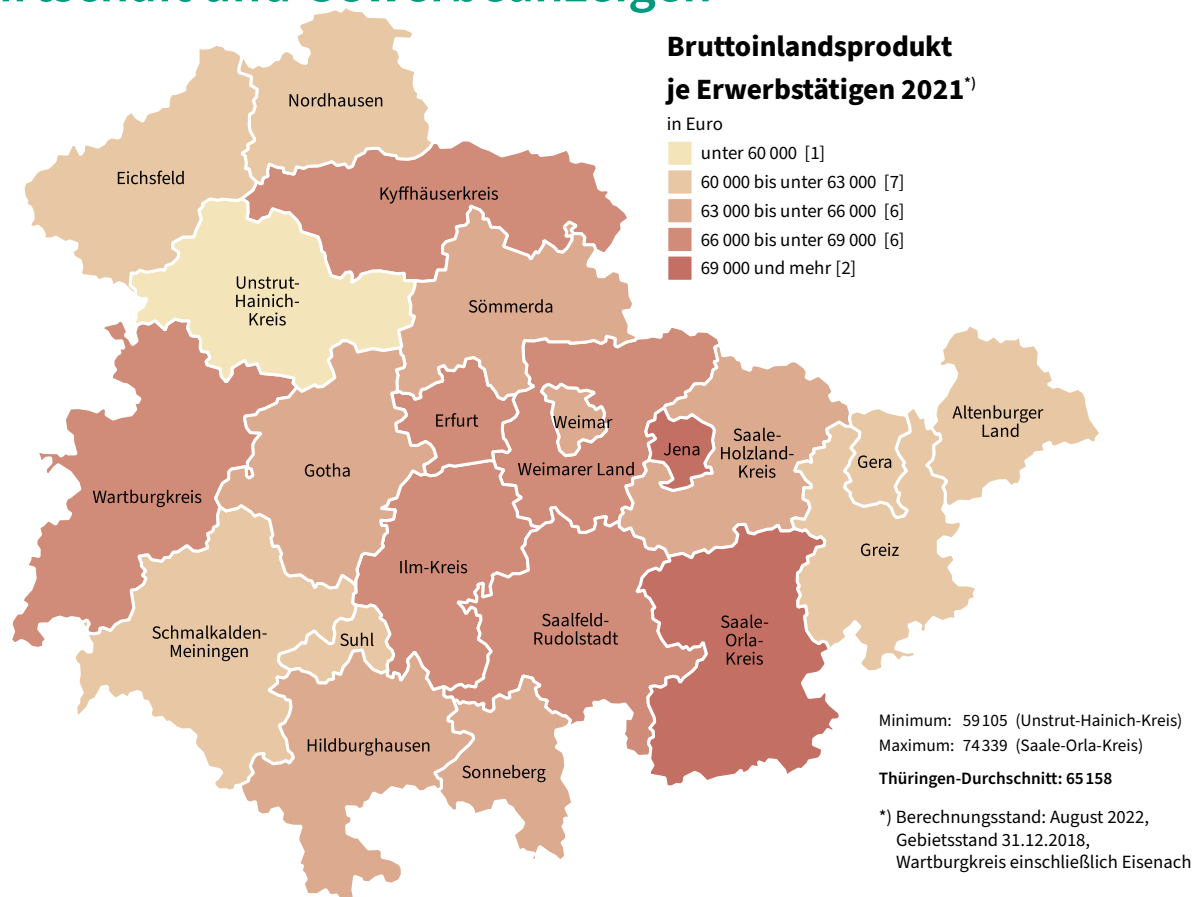 Bruttoinlandsprodukt
je Erwerbstätigen 2021*)
in Euro
unter 60 000 [1]
60 000 bis unter 63 000 [7]
63 000 bis unter 66 000 [6]
66 000 bis unter 69 000 [6]
69 000 und mehr [2]
Nordhausen
Eichsfeld
Kyffhäuserkreis
Unstrut-
Hainich-
Kreis
Sömmerda
Erfurt
Weimar
Weimarer Land
Jena
Saale-
Holzland-
Kreis
Gera
Altenburger
Land
Gotha
Wartburgkreis
Ilm-Kreis
Greiz
Schmalkalden-
Meiningen
Suhl
Saalfeld-
Rudolstadt
Saale-
Orla-
Kreis
Hildburghausen
Sonneberg
Minimum: 59 105 (Unstrut-Hainich-Kreis)
Maximum: 74 339 (Saale-Orla-Kreis)
Thüringen-Durchschnitt: 65 158
*) Berechnungsstand: August 2022,
Gebietsstand 31.12.2018,
Wartburgkreis einschließlich Eisenach